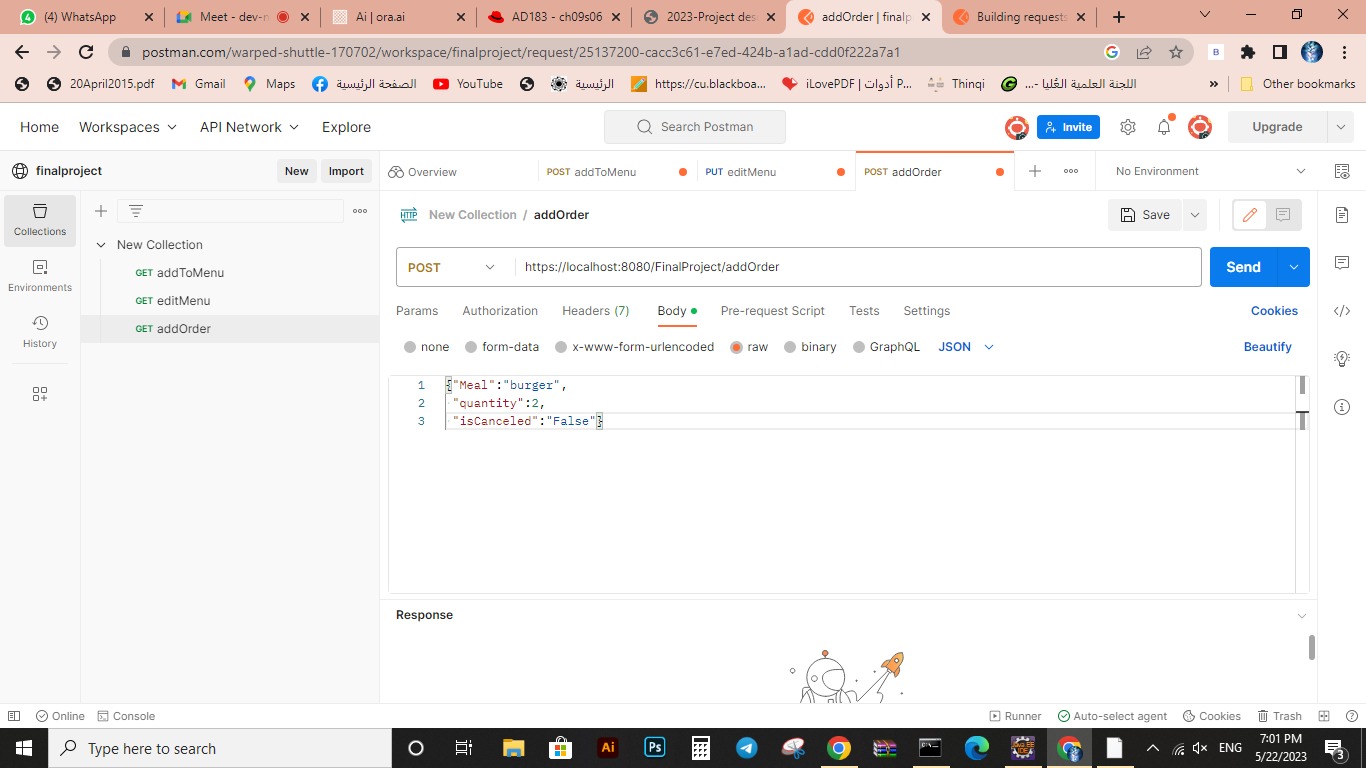 (4) WhatsApp
Meet - dev-n
Ai | ora.ai
AD183 - ch09s06
2023-Project des
addOrder | finalp
Building requests
postman.com/warped-shuttle-170702/workspace/finalproject/request/25137200-cacc3c61-e7ed-424b-a1ad-cdd0f222a7a1
20April2015.pdf
Gmail
Maps
الصفحة الرئيسية
YouTube
الرئيسية
https://cu.blackboa...
iLovePDF | أدوات P...
Thinqi
اللجنة العلمية العُليا -...
»
Other bookmarks
Home
Workspaces
API Network
Explore
Search Postman
Invite
Upgrade
finalproject
New
Import
Overview
POST addToMenu
PUT editMenu
POST addOrder
No Environment
Collections
Environments
History
New Collection
GET addToMenu
GET editMenu
GET addOrder
HTTP New Collection / addOrder
Save
POST
https://localhost:8080/FinalProject/addOrder
Send
Params
Authorization
Headers (7)
Body
Pre-request Script
Tests
Settings
Cookies
none
form-data
x-www-form-urlencoded
raw
binary
GraphQL
JSON
Beautify
1 {"Meal":"burger",
2 "quantity":2,
3 "isCanceled":"False"}
Response
Online
Console
Runner
Auto-select agent
Cookies
Trash
Type here to search
Ai
Ps
ENG
7:01 PM
5/22/2023
3